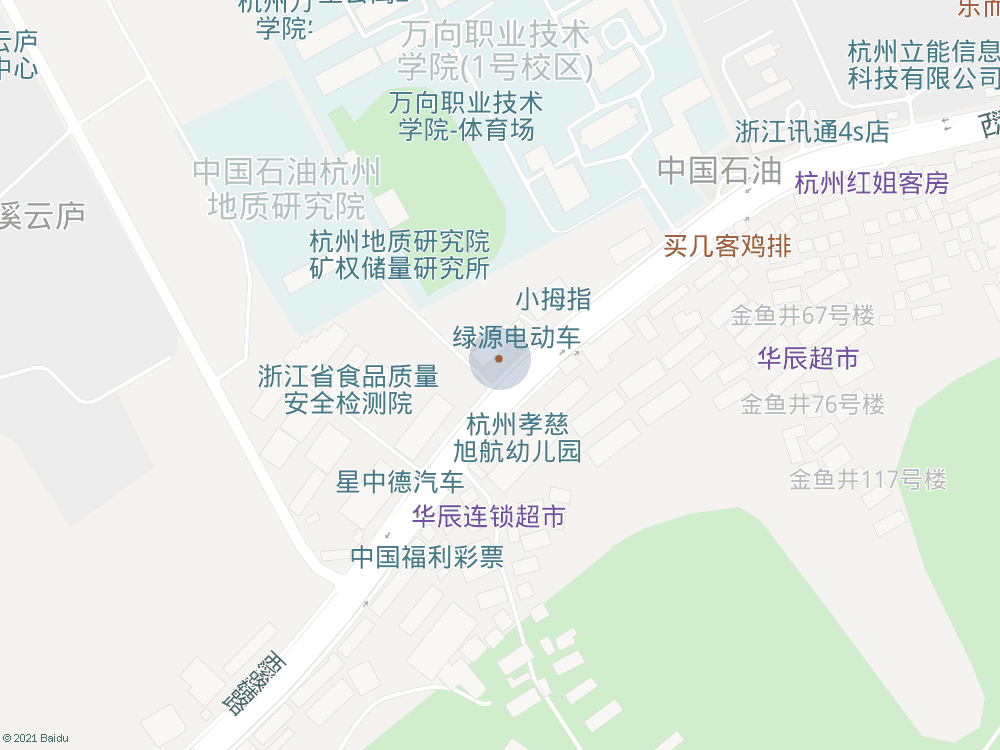 学院
万向职业技术
学院(1号校区)
乐而
云庐
中心
杭州立能信息
科技有限公司
万向职业技术
学院-体育场
浙江讯通4s店
西
中国石油杭州
地质研究院
中国石油
杭州红姐客房
溪云庐
杭州地质研究院
矿权储量研究所
买几客鸡排
小拇指
金鱼井67号楼
绿源电动车
华辰超市
浙江省食品质量
安全检测院
金鱼井76号楼
杭州孝慈
旭航幼儿园
星中德汽车
金鱼井117号楼
华辰连锁超市
中国福利彩票
西溪路
© 2021 Baidu